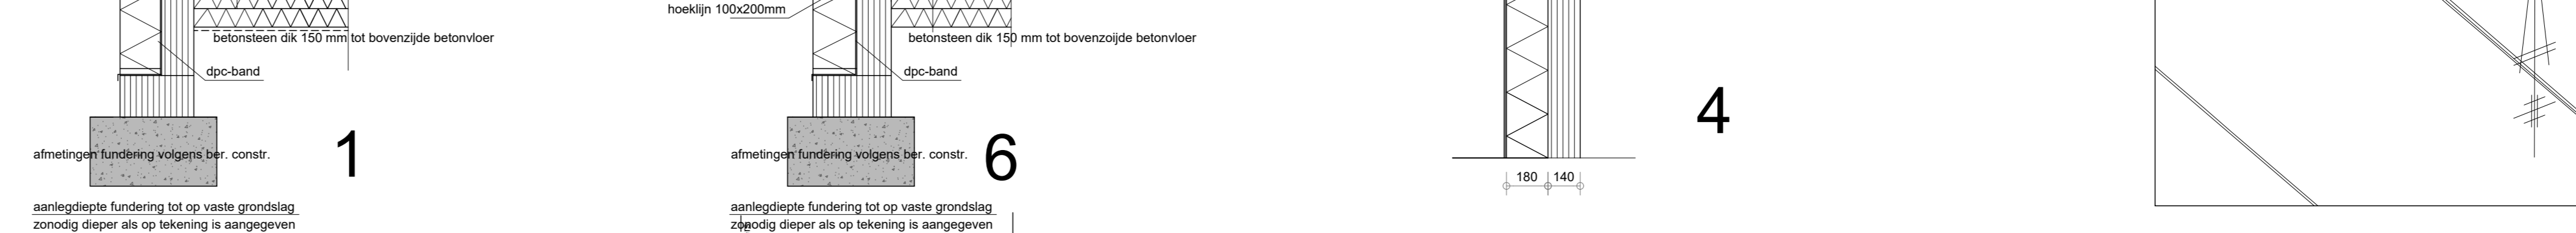 betonsteen dik 150 mm tot bovenzijde betonvloer
dpc-band
afmetingen fundering volgens ber. constr.
1
aanlegdiepte fundering tot op vaste grondslag
zonodig dieper als op tekening is aangegeven
hoeklijn 100x200mm
betonsteen dik 150 mm tot bovenzoijde betonvloer
dpc-band
afmetingen fundering volgens ber. constr.
6
aanlegdiepte fundering tot op vaste grondslag
zonodig dieper als op tekening is aangegeven
4
180 140